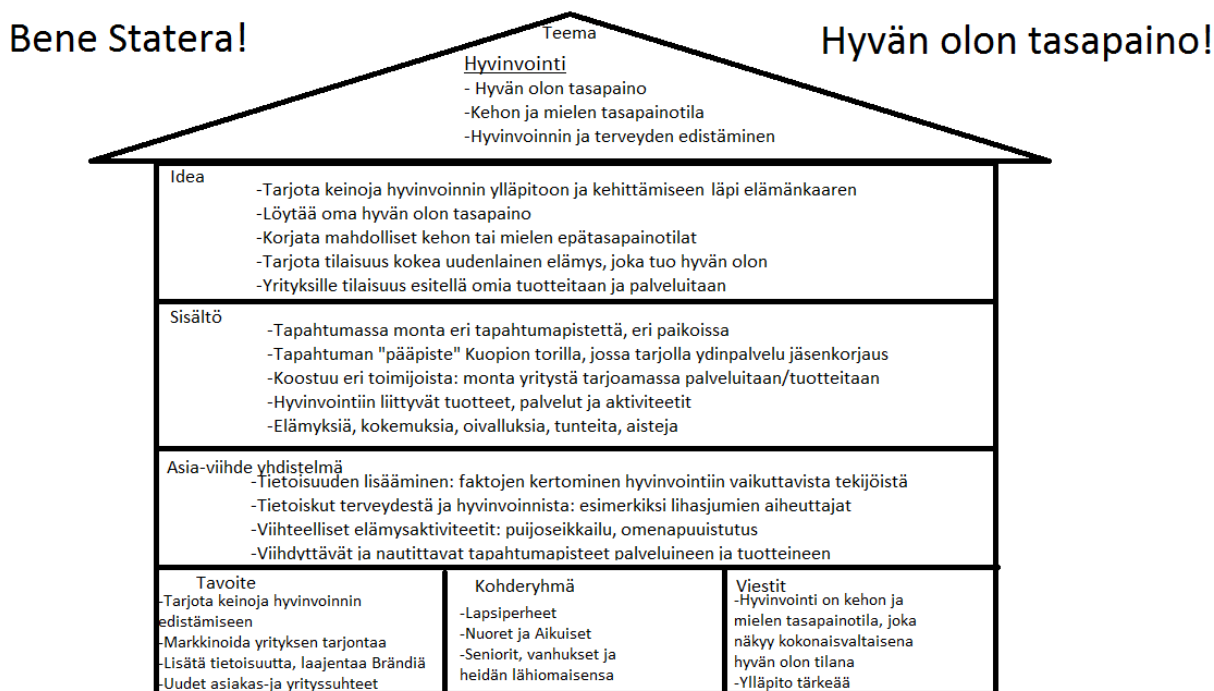 Bene Statera!
Hyvän olon tasapaino!
Teema
Hyvinvointi
- Hyvän olon tasapaino
-Kehon ja mielen tasapainotila
-Hyvinvoinnin ja terveyden edistäminen
Idea
-Tarjota keinoja hyvinvoinnin ylläpitoon ja kehittämiseen läpi elämänkaaren
-Löytää oma hyvän olon tasapaino
-Korjata mahdolliset kehon tai mielen epätasapainotilat
-Tarjota tilaisuus kokea uudenlainen elämys, joka tuo hyvän olon
-Yrityksille tilaisuus esitellä omia tuotteitaan ja palveluitaan
Sisältö
-Tapahtumassa monta eri tapahtumapistettä, eri paikoissa
-Tapahtuman "pääpiste" Kuopion torilla, jossa tarjolla ydinpalvelu jäsenkorjaus
-Koostuu eri toimijoista: monta yritystä tarjoamassa palveluitaan/tuotteitaan
-Hyvinvointiin liittyvät tuotteet, palvelut ja aktiviteetit
-Elämyksiä, kokemuksia, oivalluksia, tunteita, aisteja
Asia-viihde yhdistelmä
-Tietoisuuden lisääminen: faktojen kertominen hyvinvointiin vaikuttavista tekijöistä
-Tietoiskut terveydestä ja hyvinvoinnista: esimerkiksi lihasjumien aiheuttajat
-Viihteelliset elämysaktiviteetit: puijoseikkailu, omenapuuistutus
-Viihdyttävät ja nautittavat tapahtumapisteet palveluineen ja tuotteineen
Tavoite
-Tarjota keinoja hyvinvoinnin
edistämiseen
-Markkinoida yrityksen tarjontaa
-Lisätä tietoisuutta, laajentaa Brändiä
-Uudet asiakas-ja yrityssuhteet
Kohderyhmä
-Lapsiperheet
-Nuoret ja Aikuiset
-Seniorit, vanhukset ja
heidän lähiomaisensa
Viestit
-Hyvinvointi on kehon ja
mielen tasapainotila, joka
näkyy kokonaisvaltaisena
hyvän olon tilana
-Ylläpito tärkeää